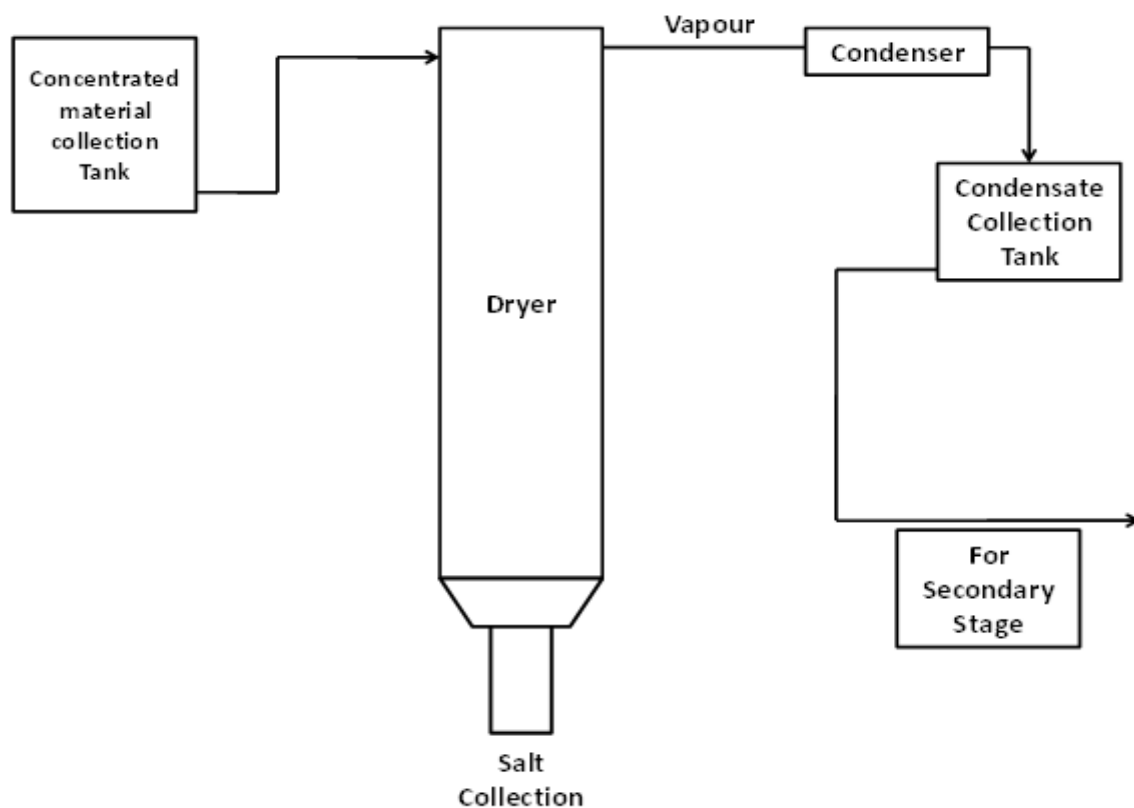 Concentrated
material
collection
Tank
Vapour
Condenser
Condensate
Collection
Tank
Dryer
For
Secondary
Stage
Salt
Collection